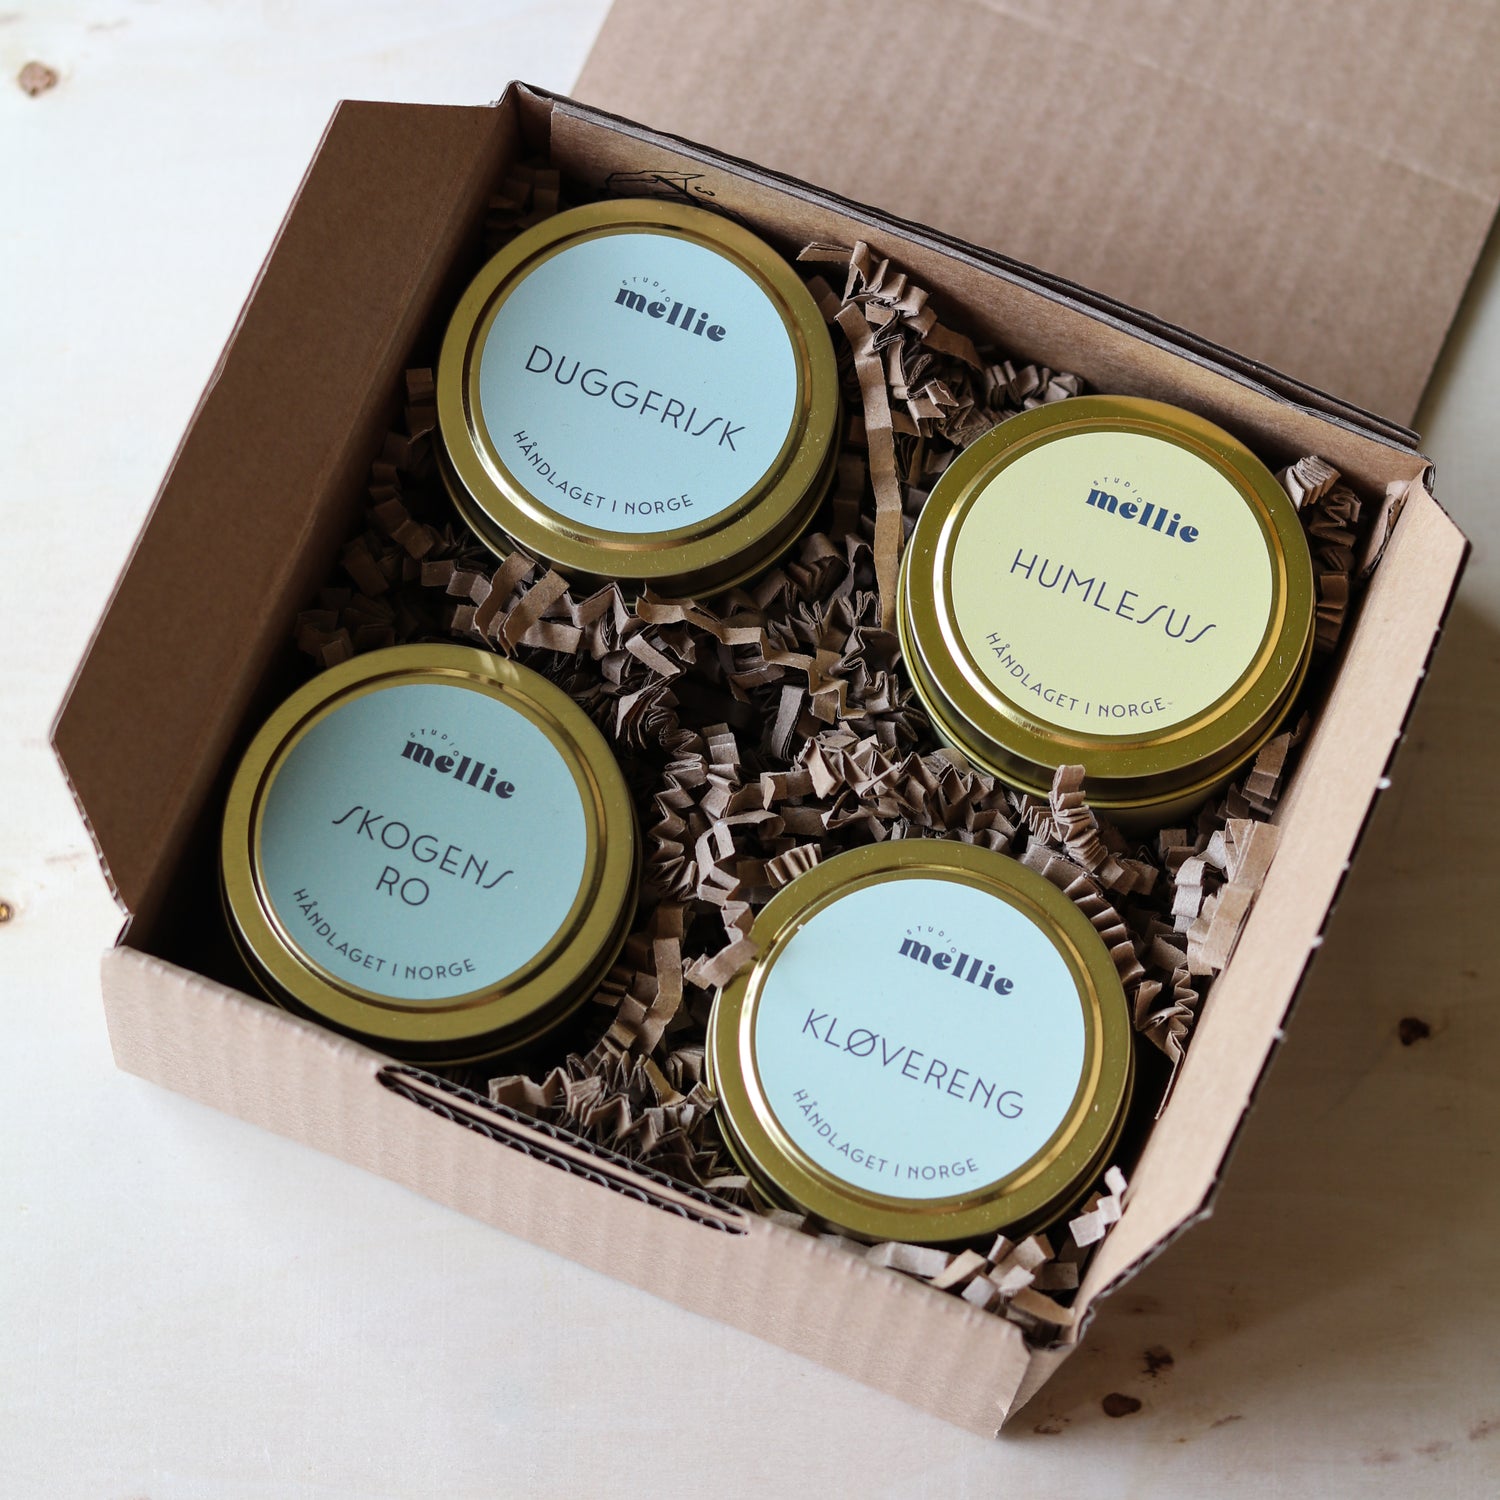 STUDIO
mellie
DUGGFRISK
HÅNDLAGET I NORGE
STUDIO
mellie
HUMLESUS
HÅNDLAGET I NORGE
STUDIO
mellie
SKOGENS
RO
HÅNDLAGET I NORGE
STUDIO
mellie
KLØVERENG
HÅNDLAGET I NORGE